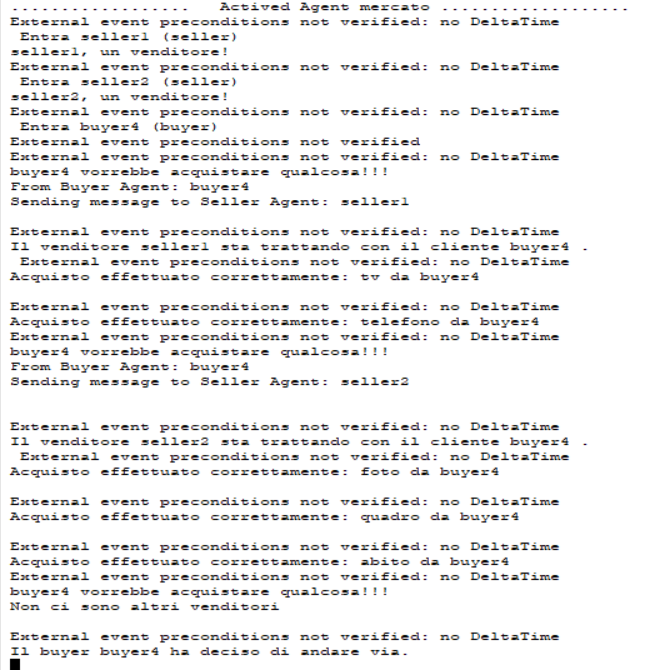 .................. Actived Agent mercato ...................
External event preconditions not verified: no DeltaTime
Entra seller1 (seller)
seller1, un venditore!
External event preconditions not verified: no DeltaTime
Entra seller2 (seller)
seller2, un venditore!
External event preconditions not verified: no DeltaTime
Entra buyer4 (buyer)
External event preconditions not verified
External event preconditions not verified: no DeltaTime
buyer4 vorrebbe acquistare qualcosa!!!
From Buyer Agent: buyer4
Sending message to Seller Agent: seller1
External event preconditions not verified: no DeltaTime
Il venditore seller1 sta trattando con il cliente buyer4 .
External event preconditions not verified: no DeltaTime
Acquisto effettuato correttamente: tv da buyer4
External event preconditions not verified: no DeltaTime
Acquisto effettuato correttamente: telefono da buyer4
External event preconditions not verified: no DeltaTime
buyer4 vorrebbe acquistare qualcosa!!!
From Buyer Agent: buyer4
Sending message to Seller Agent: seller2
External event preconditions not verified: no DeltaTime
Il venditore seller2 sta trattando con il cliente buyer4 .
External event preconditions not verified: no DeltaTime
Acquisto effettuato correttamente: foto da buyer4
External event preconditions not verified: no DeltaTime
Acquisto effettuato correttamente: quadro da buyer4
External event preconditions not verified: no DeltaTime
Acquisto effettuato correttamente: abito da buyer4
External event preconditions not verified: no DeltaTime
buyer4 vorrebbe acquistare qualcosa!!!
Non ci sono altri venditori
External event preconditions not verified: no DeltaTime
Il buyer buyer4 ha deciso di andare via.